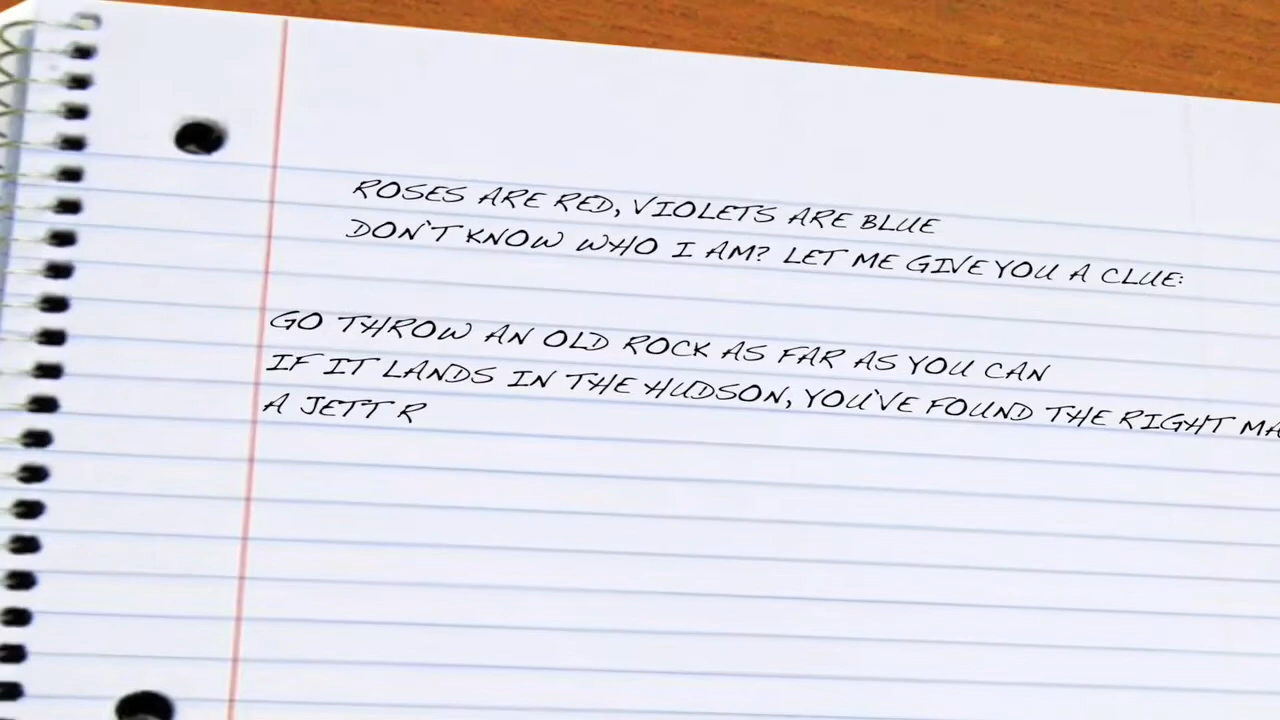 ROSES ARE RED, VIOLETS ARE BLUE
DON'T KNOW WHO I AM? LET ME GIVE YOU A CLUE:
GO THROW AN OLD ROCK AS FAR AS YOU CAN
IF IT LANDS IN THE HUDSON, YOU'VE FOUND THE RIGHT MA
A JETT R